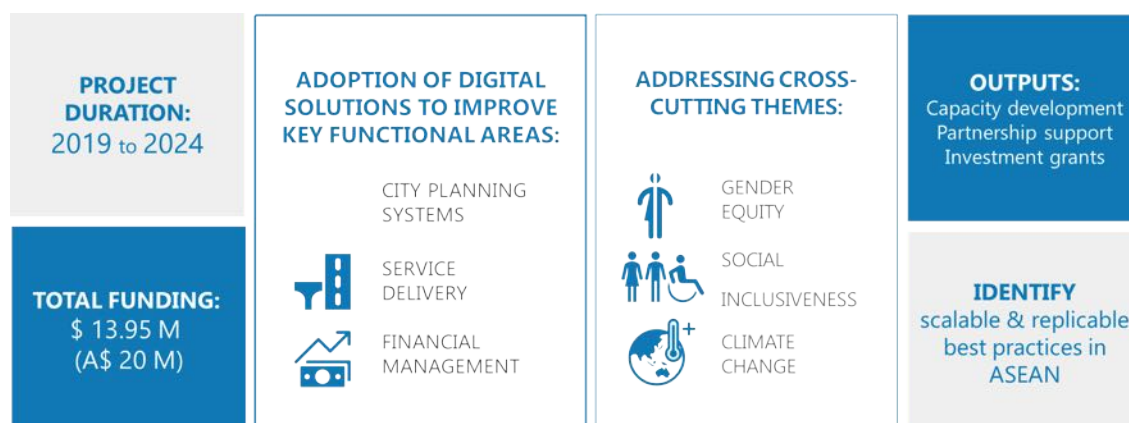 PROJECT
DURATION:
2019 to 2024
TOTAL FUNDING:
$ 13.95 M
(A$ 20 M)
ADOPTION OF DIGITAL
SOLUTIONS TO IMPROVE
KEY FUNCTIONAL AREAS:
CITY PLANNING
SYSTEMS
SERVICE
DELIVERY
FINANCIAL
MANAGEMENT
ADDRESSING CROSS-
CUTTING THEMES:
GENDER
EQUITY
SOCIAL
INCLUSIVENESS
CLIMATE
CHANGE
OUTPUTS:
Capacity development
Partnership support
Investment grants
IDENTIFY
scalable & replicable
best practices in
ASEAN